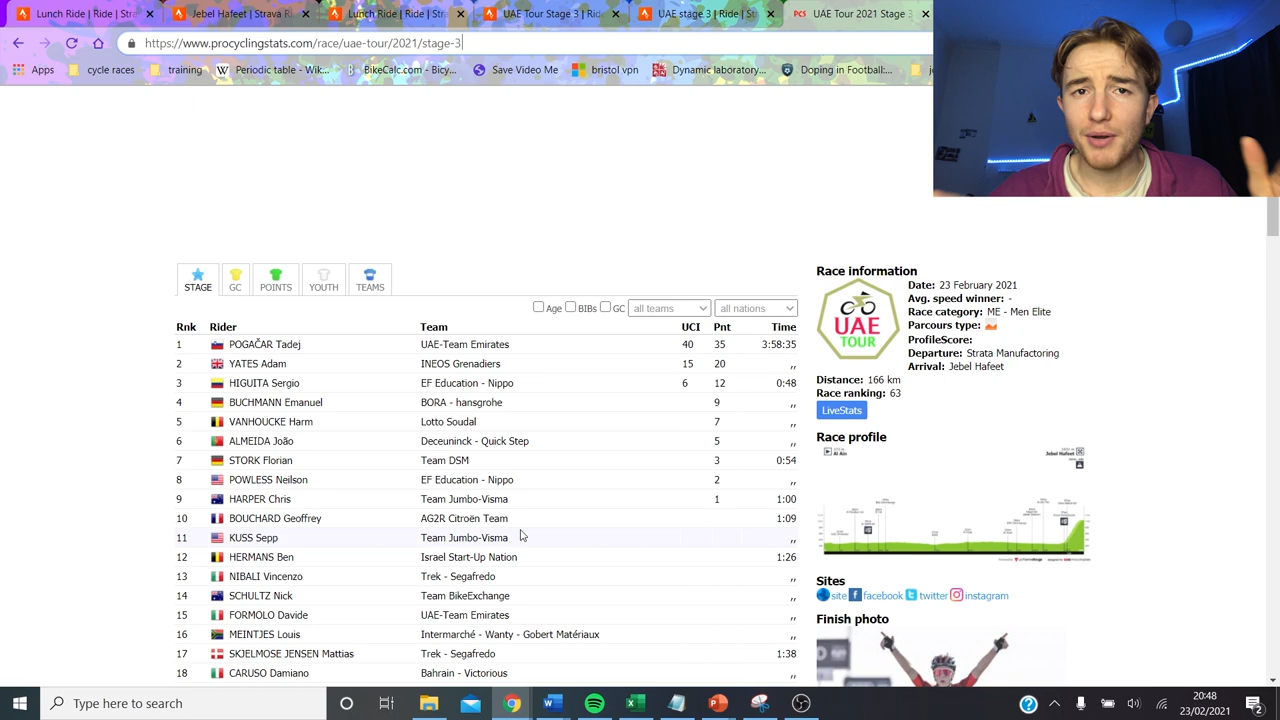 Lunch Ride | Ride | Stra
Jebel Hafeet | Strava R
Lunch Ride | Ride | Stra
UAE Tour Stage 3 | Rid
UAE stage 3 | Ride | St
PCS UAE Tour 2021 Stage
https://www.procyclingstats.com/race/uae-tour/2021/stage-3
Apps cycle races training Periodic table - Wik... BikeCalc.com - Bicy... Save Video Me bristol vpn Dynamic laboratory... Doping in Football:...
STAGE GC POINTS YOUTH TEAMS
Age BIBs GC all teams all nations
Rnk Rider Team UCI Pnt Time
1 POGAČAR Tadej UAE-Team Emirates 40 35 3:58:35
2 YATES Adam INEOS Grenadiers 15 20 ,,
3 HIGUITA Sergio EF Education - Nippo 6 12 0:48
4 BUCHMANN Emanuel BORA - hansgrohe 9 ,,
5 VANHOUCKE Harm Lotto Soudal 7 ,,
6 ALMEIDA João Deceuninck - Quick Step 5 ,,
7 STORK Florian Team DSM 3 0:54
8 POWLESS Neilson EF Education - Nippo 2 ,,
9 HARPER Chris Team Jumbo-Visma 1 1:00
10 BOUCHARD Geoffrey AG2R Citroën Team 1:09
11 KUSS Sepp Team Jumbo-Visma ,,
12 HERMANS Ben Israel Start-Up Nation 1:26
13 NIBALI Vincenzo Trek - Segafredo ,,
14 SCHULTZ Nick Team BikeExchange ,,
15 FORMOLO Davide UAE-Team Emirates ,,
16 MEINTJES Louis Intermarché - Wanty - Gobert Matériaux ,,
17 SKJELMOSE JENSEN Mattias Trek - Segafredo 1:38
18 CARUSO Damiano Bahrain - Victorious ,,
Race information
UAE
TOUR
Date: 23 February 2021
Avg. speed winner: -
Race category: ME - Men Elite
Parcours type:
ProfileScore:
Departure: Strata Manufactoring
Arrival: Jebel Hafeet
Distance: 166 km
Race ranking: 63
LiveStats
Race profile
Al Ain
Jebel Hafeet
Sites
site facebook twitter instagram
Finish photo
Type here to search
20:48
23/02/2021
2